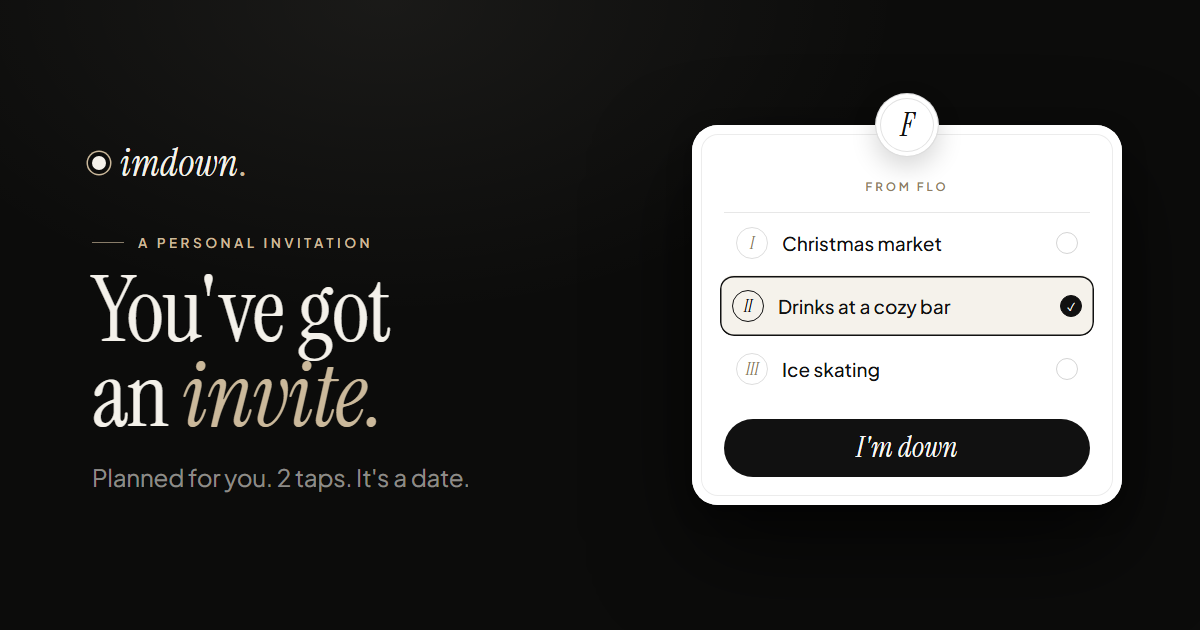 imdown.
A PERSONAL INVITATION
You've got
an invite.
Planned for you. 2 taps. It's a date.
F
FROM FLO
I Christmas market
II Drinks at a cozy bar
III Ice skating
I'm down